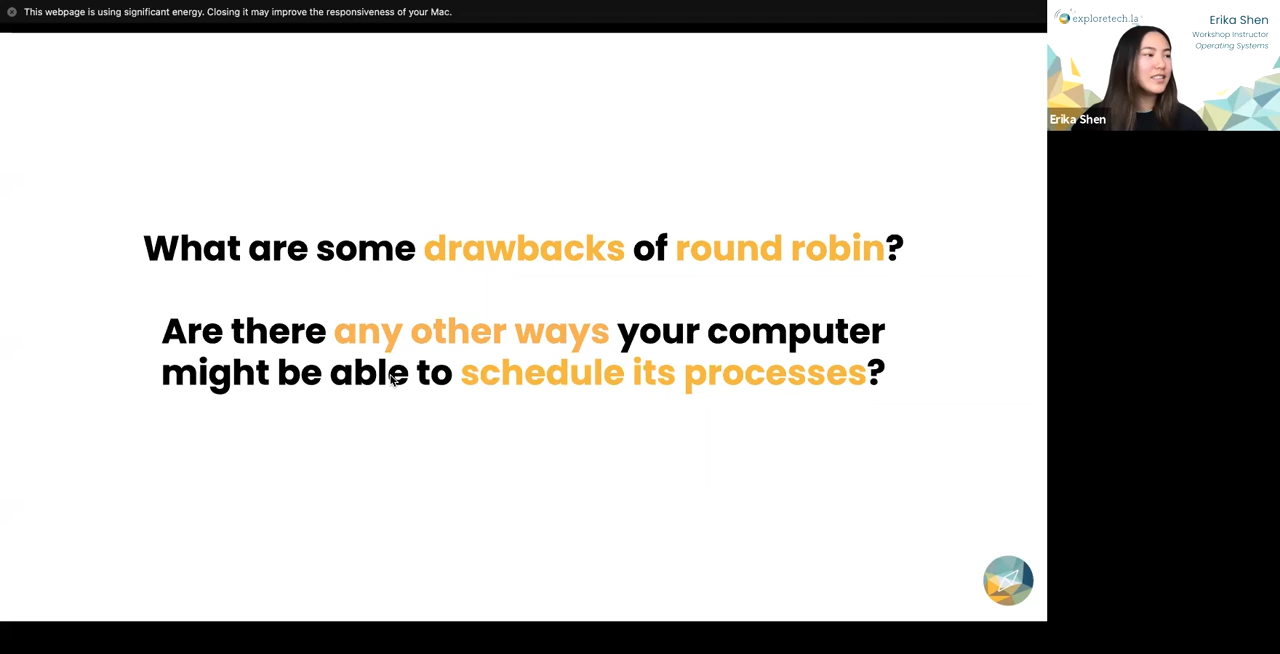 This webpage is using significant energy. Closing it may improve the responsiveness of your Mac.
exploretech.la
Erika Shen
Workshop Instructor
Operating Systems
Erika Shen
What are some drawbacks of round robin?
Are there any other ways your computer
might be able to schedule its processes?